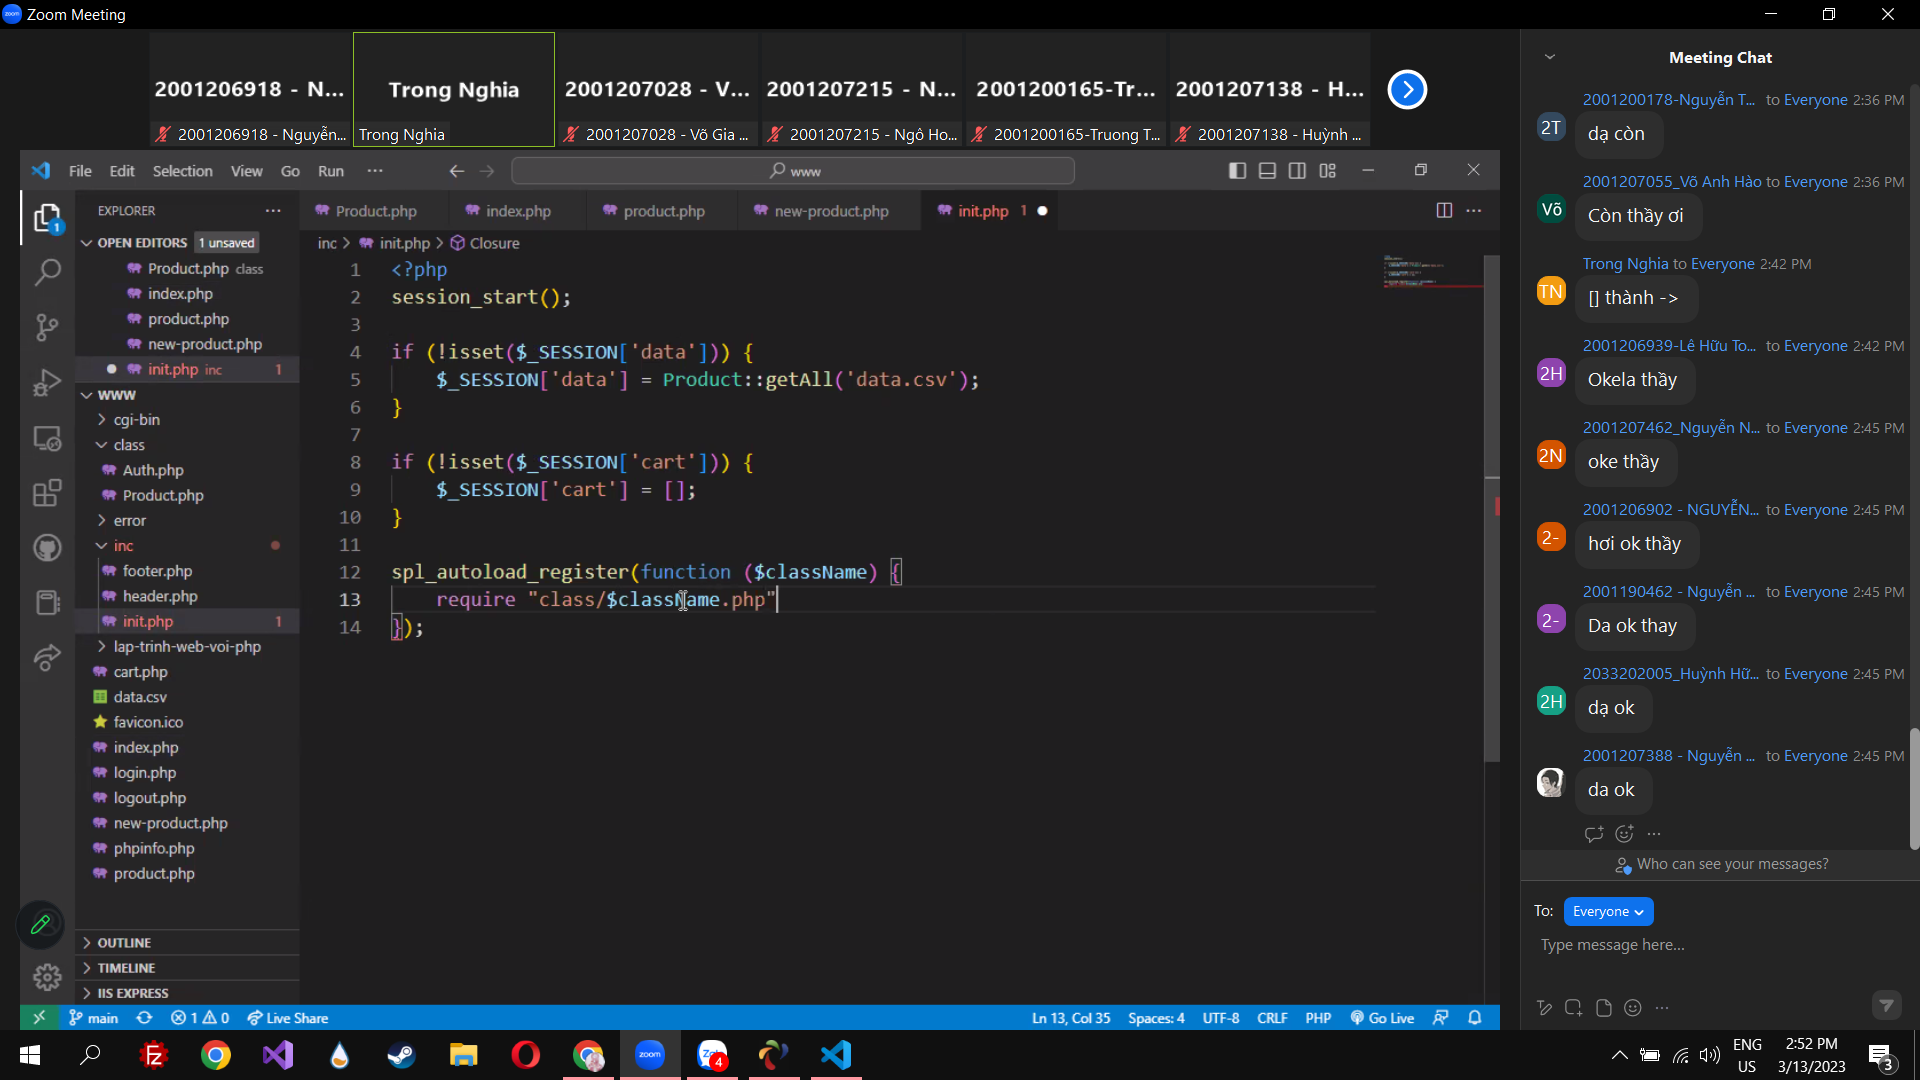 Zoom Meeting
2001206918 - N...
Trong Nghia
2001207028 - V...
2001207215 - N...
2001200165-Tr...
2001207138 - H...
2001206918 - Nguyễn...
Trong Nghia
2001207028 - Võ Gia ...
2001207215 - Ngô Ho...
2001200165-Truong T...
2001207138 - Huỳnh ...
File Edit Selection View Go Run ...
www
EXPLORER
Product.php
index.php
product.php
new-product.php
init.php 1
OPEN EDITORS 1 unsaved
Product.php class
index.php
product.php
new-product.php
init.php inc 1
WWW
cgi-bin
class
Auth.php
Product.php
error
inc
footer.php
header.php
init.php 1
lap-trinh-web-voi-php
cart.php
data.csv
favicon.ico
index.php
login.php
logout.php
new-product.php
phpinfo.php
product.php
OUTLINE
TIMELINE
IIS EXPRESS
inc > init.php > Closure
1 <?php
2 session_start();
3
4 if (!isset($_SESSION['data'])) {
5 $_SESSION['data'] = Product::getAll('data.csv');
6 }
7
8 if (!isset($_SESSION['cart'])) {
9 $_SESSION['cart'] = [];
10 }
11
12 spl_autoload_register(function ($className) {
13 require "class/$className.php"
14 });
main
1 0
Live Share
Ln 13, Col 35
Spaces: 4
UTF-8
CRLF
PHP
Go Live
Meeting Chat
2001200178-Nguyễn T... to Everyone 2:36 PM
2T
dạ còn
2001207055_Võ Anh Hào to Everyone 2:36 PM
Võ
Còn thầy ơi
Trong Nghia to Everyone 2:42 PM
TN
[] thành ->
2001206939-Lê Hữu To... to Everyone 2:42 PM
2H
Okela thầy
2001207462_Nguyễn N... to Everyone 2:45 PM
2N
oke thầy
2001206902 - NGUYỄN... to Everyone 2:45 PM
2-
hơi ok thầy
2001190462 - Nguyễn ... to Everyone 2:45 PM
2-
Da ok thay
2033202005_Huỳnh Hữ... to Everyone 2:45 PM
2H
dạ ok
2001207388 - Nguyễn ... to Everyone 2:45 PM
da ok
Who can see your messages?
To: Everyone
Type message here...
zoom
4
ENG
US
2:52 PM
3/13/2023
3